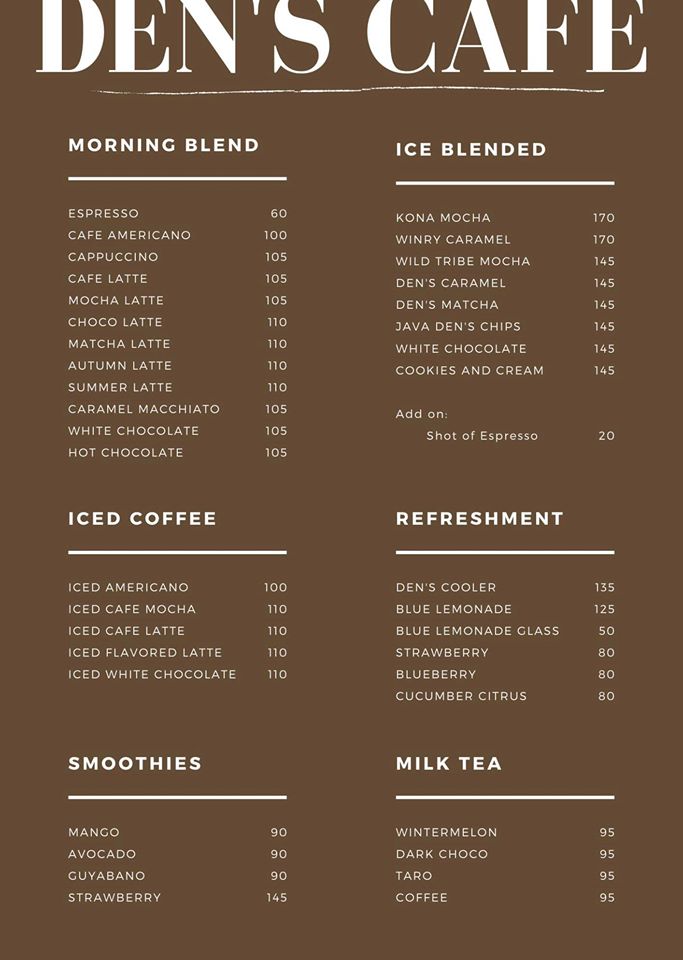 DEN'S CAFE
MORNING BLEND
ESPRESSO 60
CAFE AMERICANO 100
CAPPUCCINO 105
CAFE LATTE 105
MOCHA LATTE 105
CHOCO LATTE 110
MATCHA LATTE 110
AUTUMN LATTE 110
SUMMER LATTE 110
CARAMEL MACCHIATO 105
WHITE CHOCOLATE 105
HOT CHOCOLATE 105
ICE BLENDED
KONA MOCHA 170
WINRY CARAMEL 170
WILD TRIBE MOCHA 145
DEN'S CARAMEL 145
DEN'S MATCHA 145
JAVA DEN'S CHIPS 145
WHITE CHOCOLATE 145
COOKIES AND CREAM 145
Add on:
Shot of Espresso 20
ICED COFFEE
ICED AMERICANO 100
ICED CAFE MOCHA 110
ICED CAFE LATTE 110
ICED FLAVORED LATTE 110
ICED WHITE CHOCOLATE 110
REFRESHMENT
DEN'S COOLER 135
BLUE LEMONADE 125
BLUE LEMONADE GLASS 50
STRAWBERRY 80
BLUEBERRY 80
CUCUMBER CITRUS 80
SMOOTHIES
MANGO 90
AVOCADO 90
GUYABANO 90
STRAWBERRY 145
MILK TEA
WINTERMELON 95
DARK CHOCO 95
TARO 95
COFFEE 95